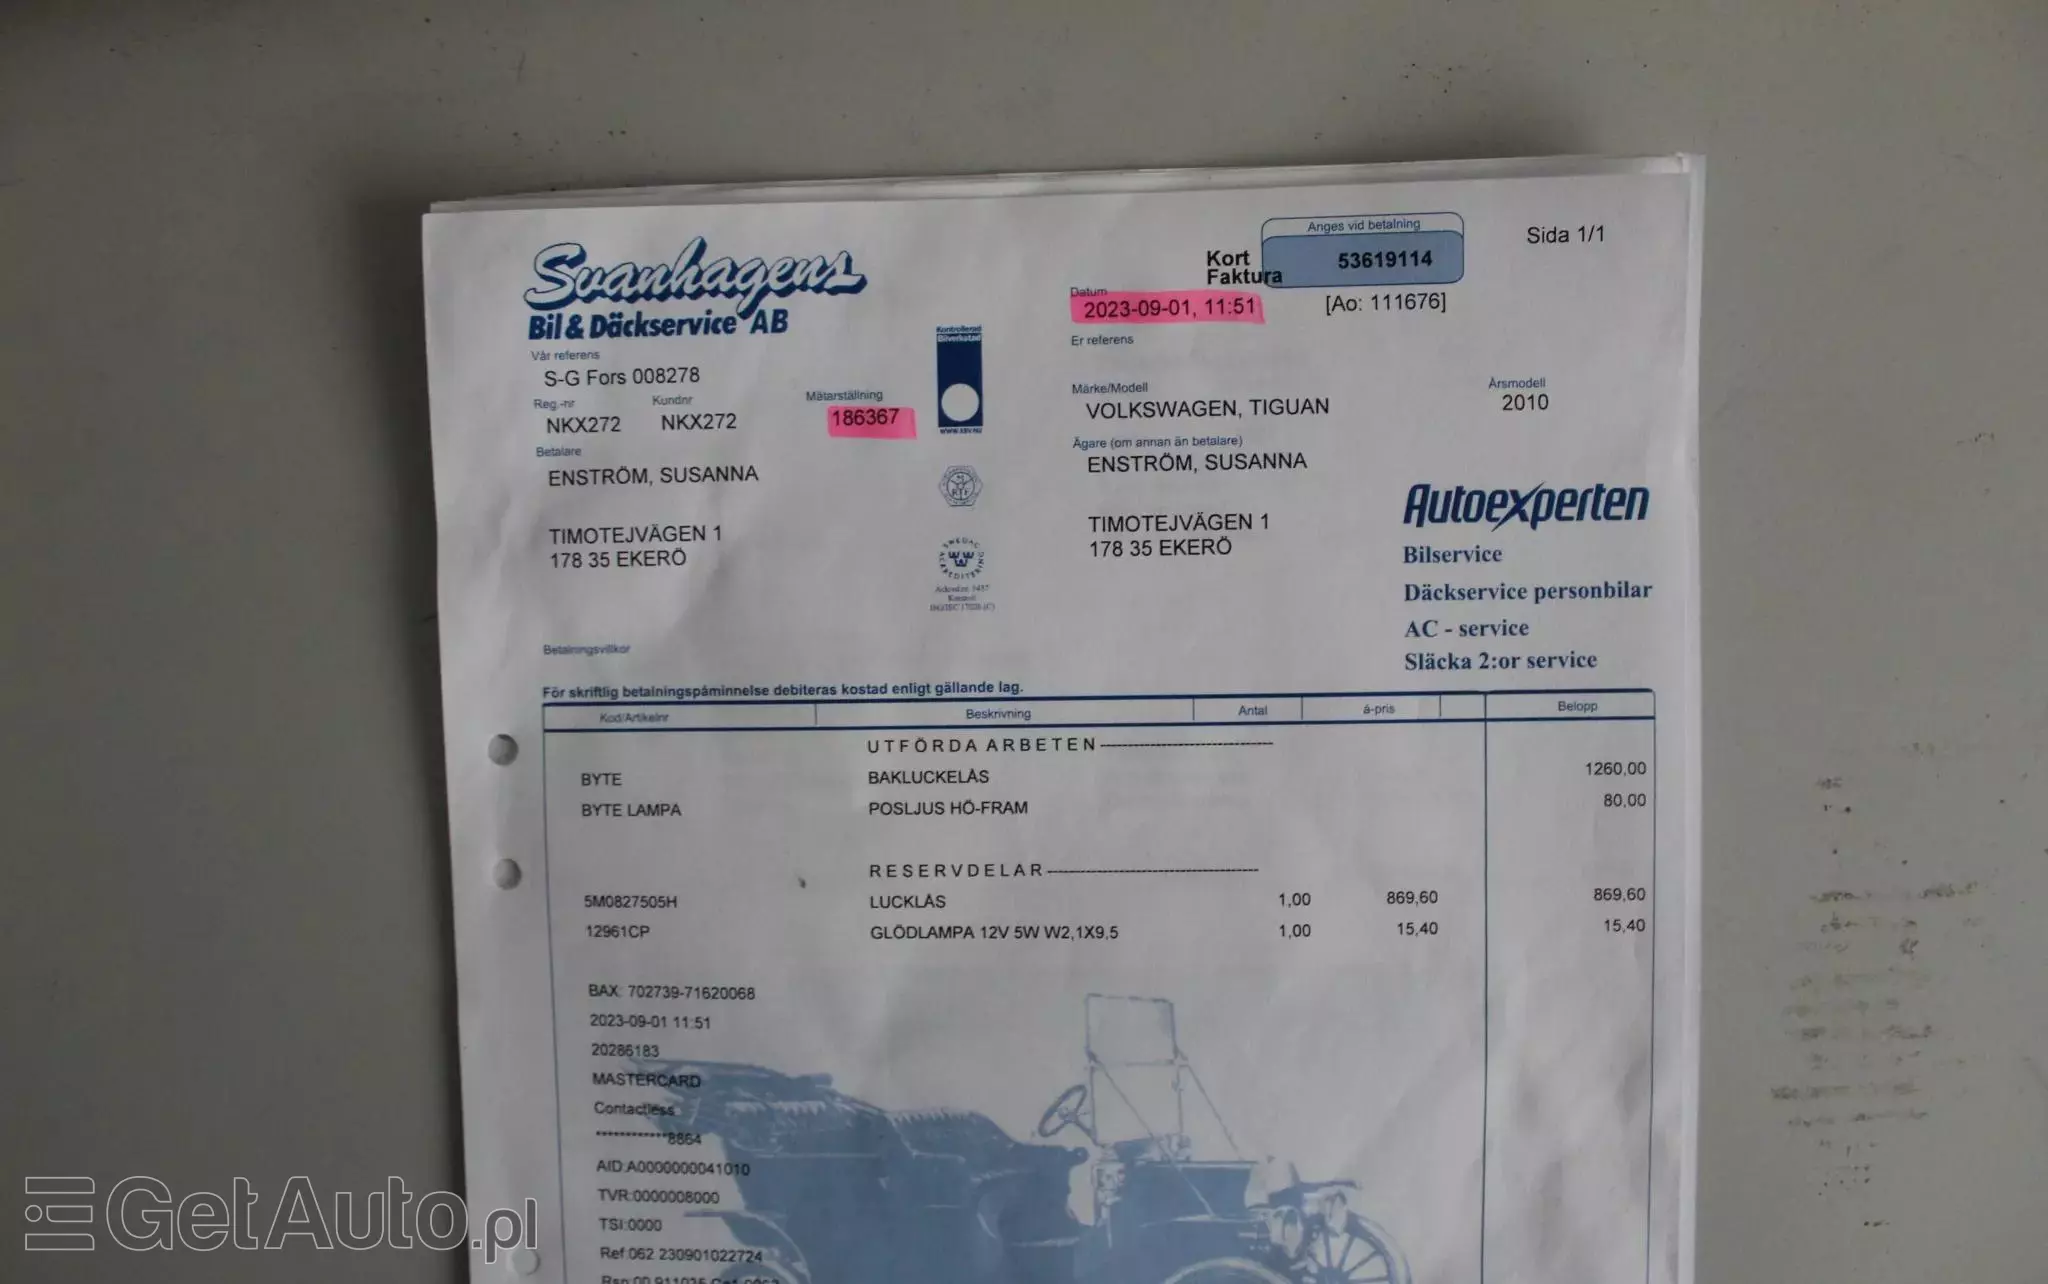 Svanhagens
Bil & Däckservice AB
Anges vid betalning
Kort
Faktura
53619114
Sida 1/1
Datum
2023-09-01, 11:51
[Ao: 111676]
Er referens
Vår referens
S-G Fors 008278
Kontrollerad
Bilverkstad
Reg.-nr
Kundnr
Mätarställning
NKX272
NKX272
186367
Märke/Modell
Årsmodell
VOLKSWAGEN, TIGUAN
2010
Betalare
Ägare (om annan än betalare)
ENSTRÖM, SUSANNA
ENSTRÖM, SUSANNA
TIMOTEJVÄGEN 1
178 35 EKERÖ
TIMOTEJVÄGEN 1
178 35 EKERÖ
SWEDAC
ACKREDITERING
Autoexperten
Bilservice
Däckservice personbilar
AC - service
Släcka 2:or service
Betalningsvillkor
För skriftlig betalningspåminnelse debiteras kostad enligt gällande lag.
Kod/Artikelnr Beskrivning Antal á-pris Belopp
UTFÖRDA ARBETEN
BYTE BAKLUCKELÅS 1260,00
BYTE LAMPA POSLJUS HÖ-FRAM 80,00
RESERVDELAR
5M0827505H LUCKLÅS 1,00 869,60 869,60
12961CP GLÖDLAMPA 12V 5W W2,1X9,5 1,00 15,40 15,40
BAX: 702739-71620068
2023-09-01 11:51
20286183
MASTERCARD
Contactless
************8864
AID:A0000000041010
TVR:0000008000
TSI:0000
Ref:062 230901022724
GetAuto.pl